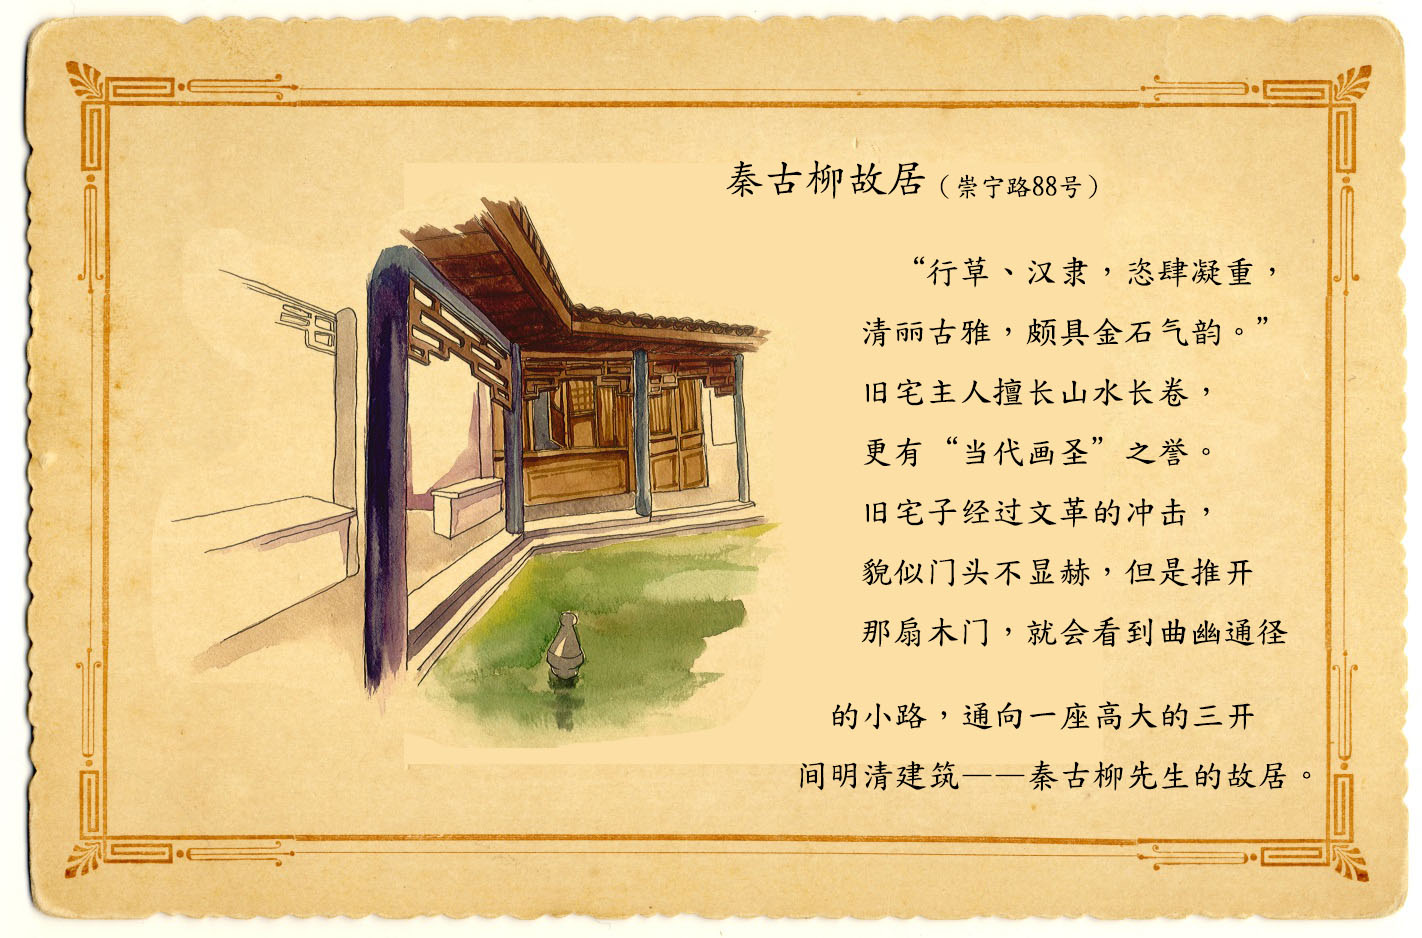 秦古柳故居（崇宁路88号）
“行草、汉隶，恣肆凝重，
清丽古雅，颇具金石气韵。”
旧宅主人擅长山水长卷，
更有“当代画圣”之誉。
旧宅子经过文革的冲击，
貌似门头不显赫，但是推开
那扇木门，就会看到曲幽通径
的小路，通向一座高大的三开
间明清建筑——秦古柳先生的故居。